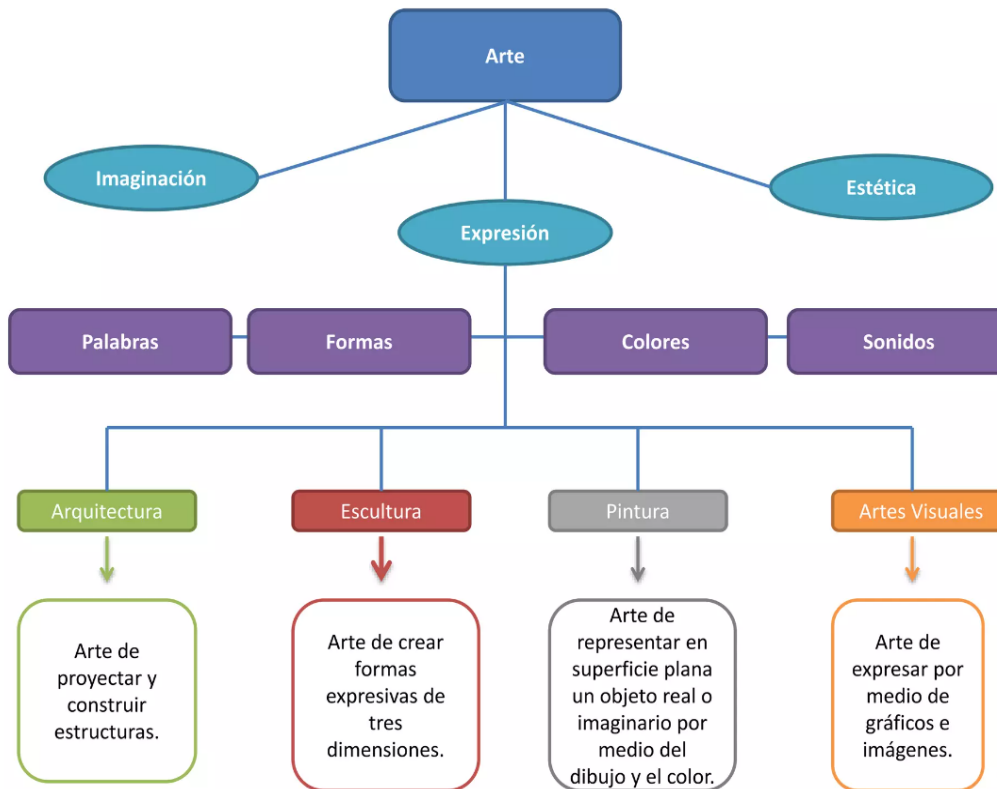 Arte
Imaginación
Estética
Expresión
Palabras
Formas
Colores
Sonidos
Arquitectura
Escultura
Pintura
Artes Visuales
Arte de
proyectar y
construir
estructuras.
Arte de crear
formas
expresivas de
tres
dimensiones.
Arte de
representar en
superficie plana
un objeto real o
imaginario por
medio del
dibujo y el color.
Arte de
expresar por
medio de
gráficos e
imágenes.